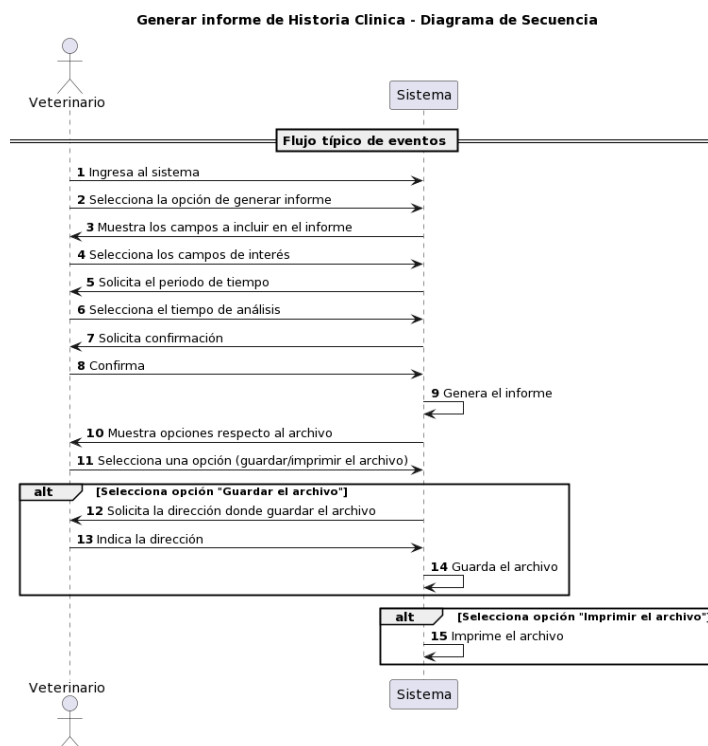 Generar informe de Historia Clinica - Diagrama de Secuencia
Veterinario
Sistema
Flujo típico de eventos
1 Ingresa al sistema
2 Selecciona la opción de generar informe
3 Muestra los campos a incluir en el informe
4 Selecciona los campos de interés
5 Solicita el periodo de tiempo
6 Selecciona el tiempo de análisis
7 Solicita confirmación
8 Confirma
9 Genera el informe
10 Muestra opciones respecto al archivo
11 Selecciona una opción (guardar/imprimir el archivo)
alt [Selecciona opción "Guardar el archivo"]
12 Solicita la dirección donde guardar el archivo
13 Indica la dirección
14 Guarda el archivo
alt [Selecciona opción "Imprimir el archivo"]
15 Imprime el archivo
Veterinario
Sistema